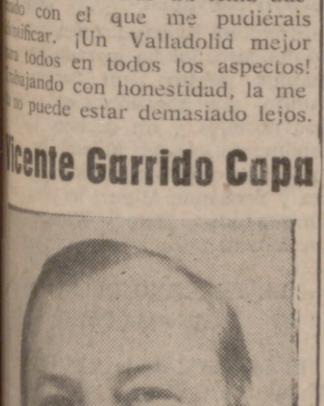 con el que me pudiérais
¡Un Valladolid mejor
para todos en todos los aspectos!
Trabajando con honestidad, la me
no puede estar demasiado lejos.
Vicente Garrido Capa